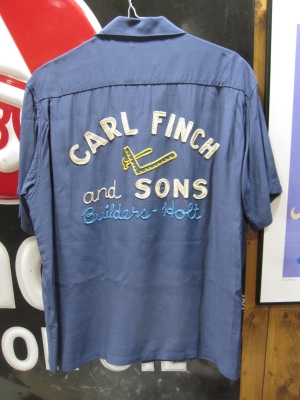 CARL FINCH
and SONS
Builders - Holt